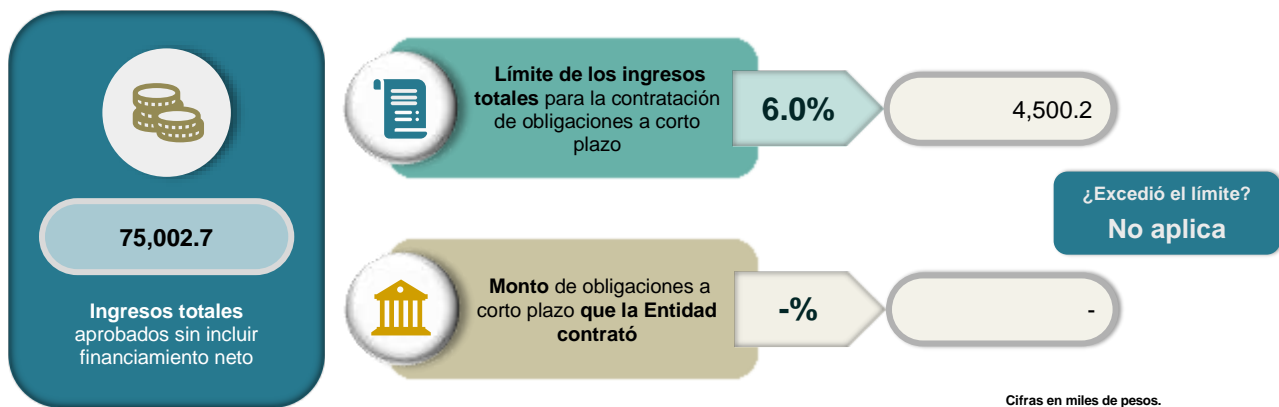 75,002.7
Ingresos totales
aprobados sin incluir
financiamiento neto
Límite de los ingresos
totales para la contratación
de obligaciones a corto
plazo
6.0%
4,500.2
¿Excedió el límite?
No aplica
Monto de obligaciones a
corto plazo que la Entidad
contrató
-%
-
Cifras en miles de pesos.